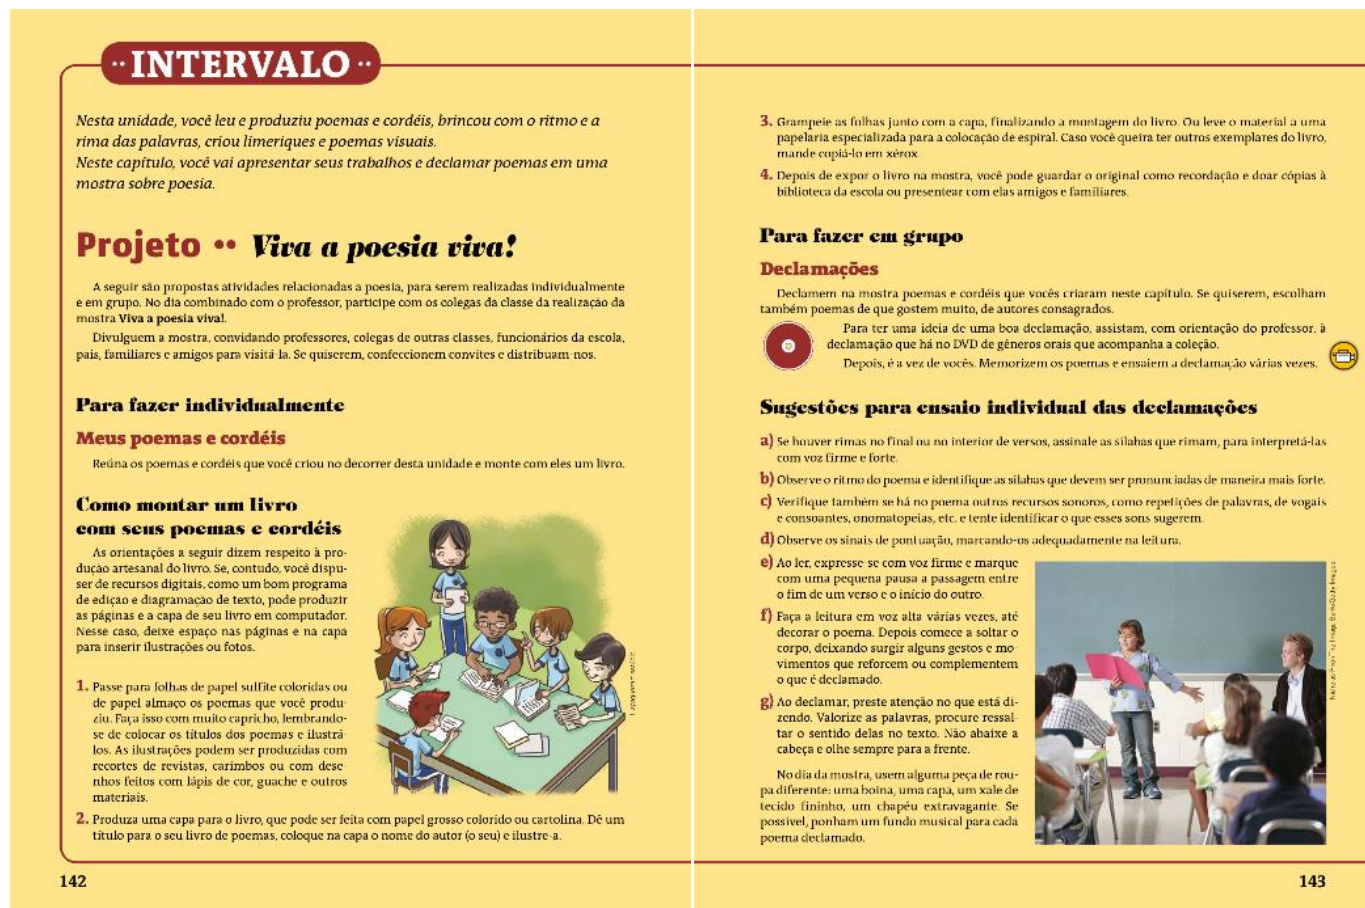 INTERVALO
Nesta unidade, você leu e produziu poemas e cordéis, brincou com o ritmo e a
rima das palavras, criou limeriques e poemas visuais.
Neste capítulo, você vai apresentar seus trabalhos e declamar poemas em uma
mostra sobre poesia.
Projeto •• Viva a poesia viva!
A seguir são propostas atividades relacionadas a poesia, para serem realizadas individualmente
e em grupo. No dia combinado com o professor, participe com os colegas da classe da realização da
mostra Viva a poesia viva!.
Divulguem a mostra, convidando professores, colegas de outras classes, funcionários da escola,
pais, familiares e amigos para visitá-la. Se quiserem, confeccionem convites e distribuam-nos.
Para fazer individualmente
Meus poemas e cordéis
Reúna os poemas e cordéis que você criou no decorrer desta unidade e monte com eles um livro.
Como montar um livro
com seus poemas e cordéis
As orientações a seguir dizem respeito à pro-
dução artesanal do livro. Se, contudo, você dispu-
ser de recursos digitais, como um bom programa
de edição e diagramação de texto, pode produzir
as páginas e a capa de seu livro em computador.
Nesse caso, deixe espaço nas páginas e na capa
para inserir ilustrações ou fotos.
1. Passe para folhas de papel sulfite coloridas ou
de papel almaço os poemas que você produ-
ziu. Faça isso com muito capricho, lembrando-
se de colocar os títulos dos poemas e ilustrá-
los. As ilustrações podem ser produzidas com
recortes de revistas, carimbos ou com dese-
nhos feitos com lápis de cor, guache e outros
materiais.
2. Produza uma capa para o livro, que pode ser feita com papel grosso colorido ou cartolina. Dê um
título para o seu livro de poemas, coloque na capa o nome do autor (o seu) e ilustre-a.
142
3. Grampeie as folhas junto com a capa, finalizando a montagem do livro. Ou leve o material a uma
papelaria especializada para a colocação de espiral. Caso você queira ter outros exemplares do livro,
mande copiá-lo em xérox.
4. Depois de expor o livro na mostra, você pode guardar o original como recordação e doar cópias à
biblioteca da escola ou presentear com elas amigos e familiares.
Para fazer em grupo
Declamações
Declamem na mostra poemas e cordéis que vocês criaram neste capítulo. Se quiserem, escolham
também poemas de que gostem muito, de autores consagrados.
Para ter uma ideia de uma boa declamação, assistam, com orientação do professor, à
declamação que há no DVD de gêneros orais que acompanha a coleção.
Depois, é a vez de vocês. Memorizem os poemas e ensaiem a declamação várias vezes.
Sugestões para ensaio individual das declamações
a) Se houver rimas no final ou no interior de versos, assinale as sílabas que rimam, para interpretá-las
com voz firme e forte.
b) Observe o ritmo do poema e identifique as sílabas que devem ser pronunciadas de maneira mais forte.
c) Verifique também se há no poema outros recursos sonoros, como repetições de palavras, de vogais
e consoantes, onomatopeias, etc. e tente identificar o que esses sons sugerem.
d) Observe os sinais de pontuação, marcando-os adequadamente na leitura.
e) Ao ler, expresse-se com voz firme e marque
com uma pequena pausa a passagem entre
o fim de um verso e o início do outro.
f) Faça a leitura em voz alta várias vezes, até
decorar o poema. Depois comece a soltar o
corpo, deixando surgir alguns gestos e mo-
vimentos que reforcem ou complementem
o que é declamado.
g) Ao declamar, preste atenção no que está di-
zendo. Valorize as palavras, procure ressal-
tar o sentido delas no texto. Não abaixe a
cabeça e olhe sempre para a frente.
No dia da mostra, usem alguma peça de rou-
pa diferente: uma boina, uma capa, um xale de
tecido fininho, um chapéu extravagante. Se
possível, ponham um fundo musical para cada
poema declamado.
143